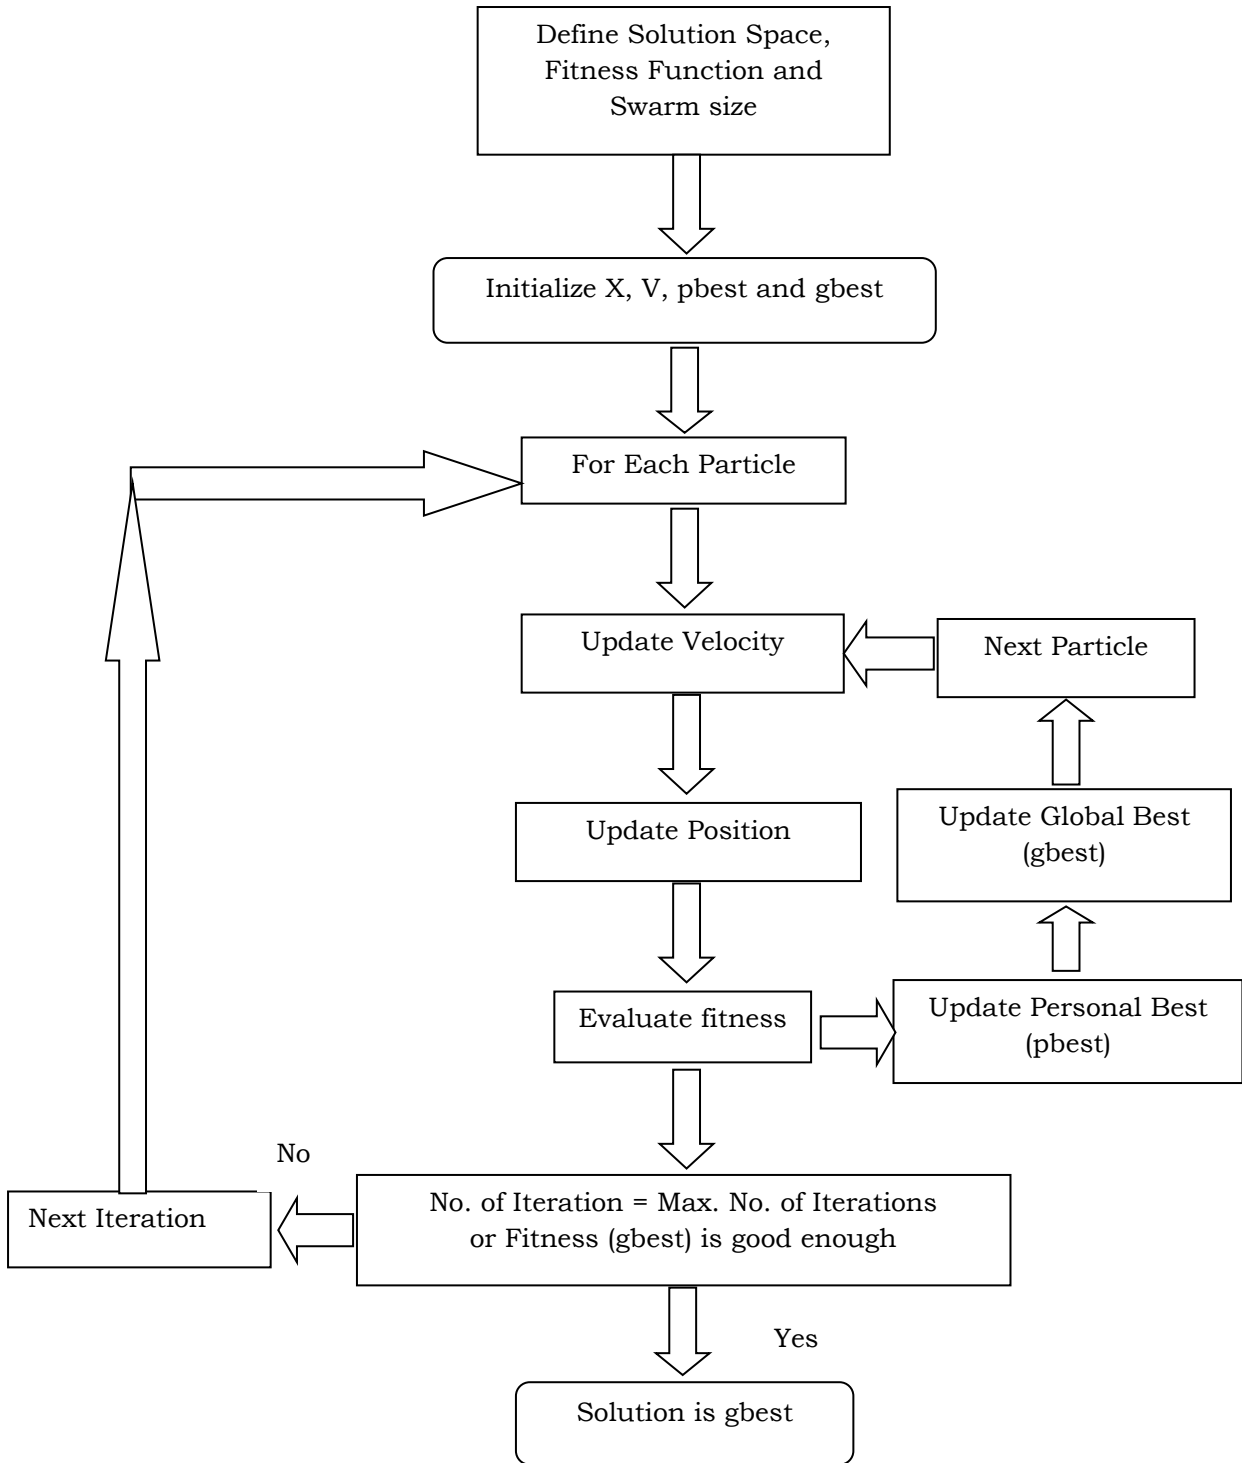 Define Solution Space,
Fitness Function and
Swarm size
Initialize X, V, pbest and gbest
For Each Particle
Update Velocity
Next Particle
Update Position
Update Global Best
(gbest)
Evaluate fitness
Update Personal Best
(pbest)
No
No. of Iteration = Max. No. of Iterations
or Fitness (gbest) is good enough
Next Iteration
Yes
Solution is gbest